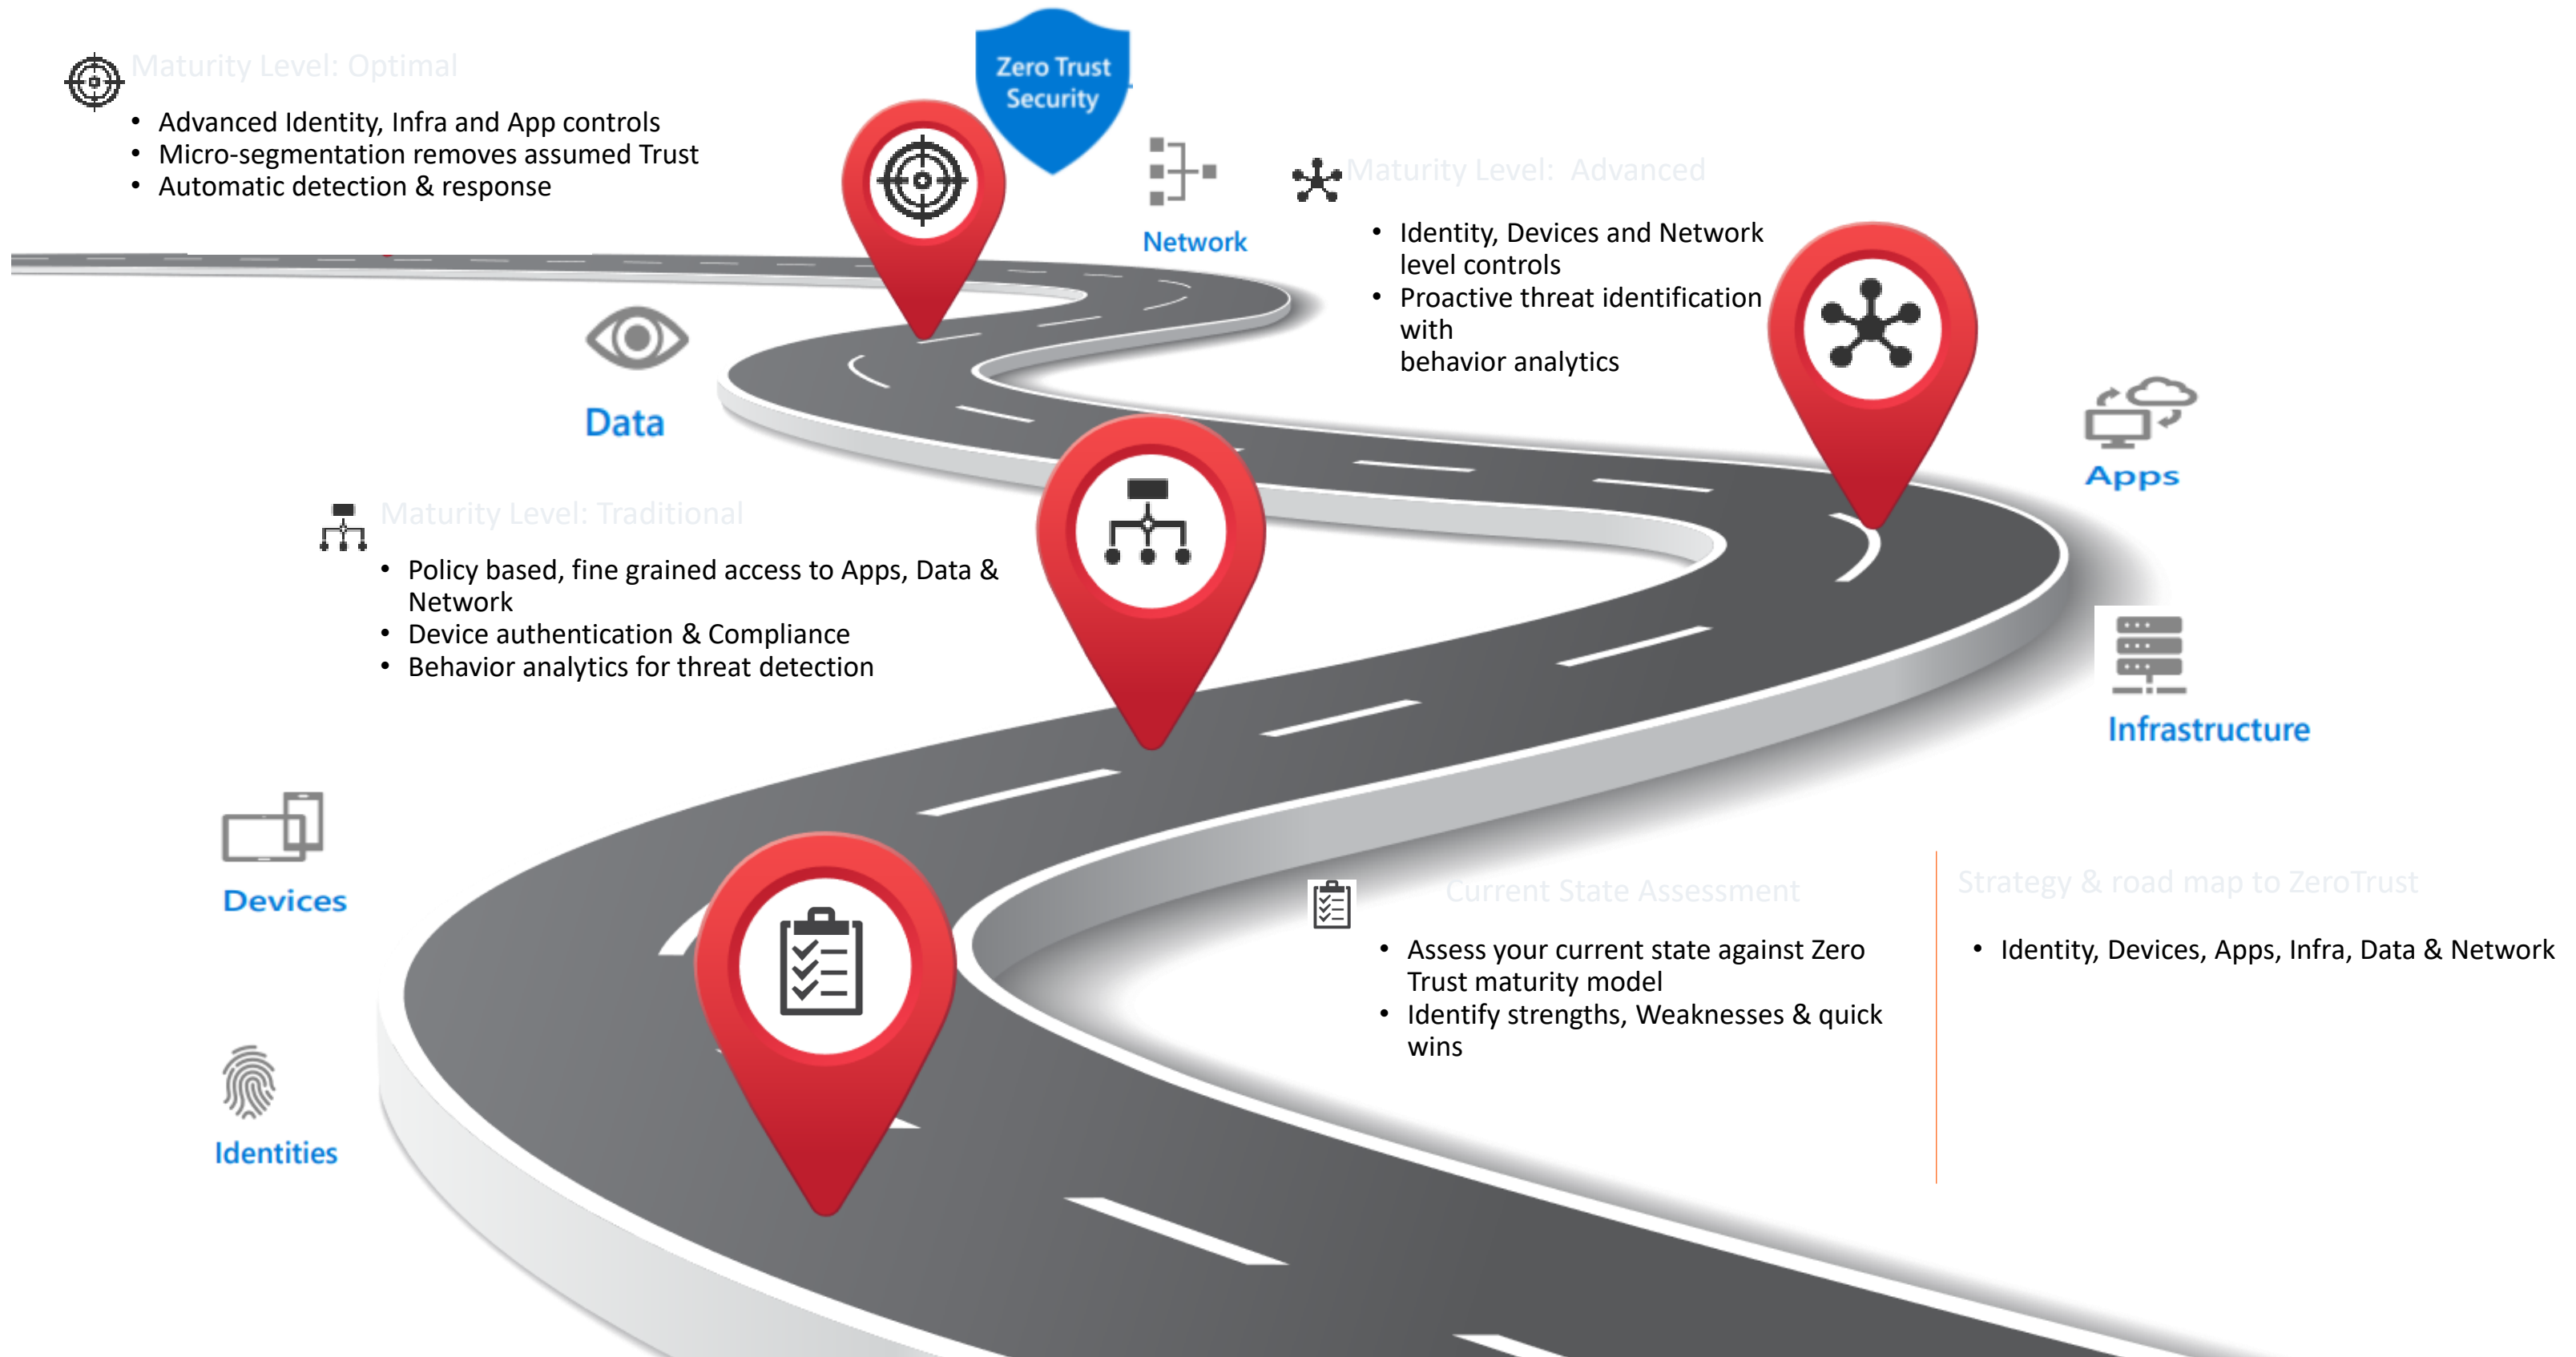 Zero Trust
Security
Maturity Level: Optimal
• Advanced Identity, Infra and App controls
• Micro-segmentation removes assumed Trust
• Automatic detection & response
Network
Maturity Level:  Advanced
• Identity, Devices and Network
level controls
• Proactive threat identification
with
behavior analytics
Data
Apps
Maturity Level: Traditional
• Policy based, fine grained access to Apps, Data &
Network
• Device authentication & Compliance
• Behavior analytics for threat detection
Infrastructure
Devices
Current State Assessment
• Assess your current state against Zero
Trust maturity model
• Identify strengths, Weaknesses & quick
wins
Strategy & road map to ZeroTrust
• Identity, Devices, Apps, Infra, Data & Network
Identities